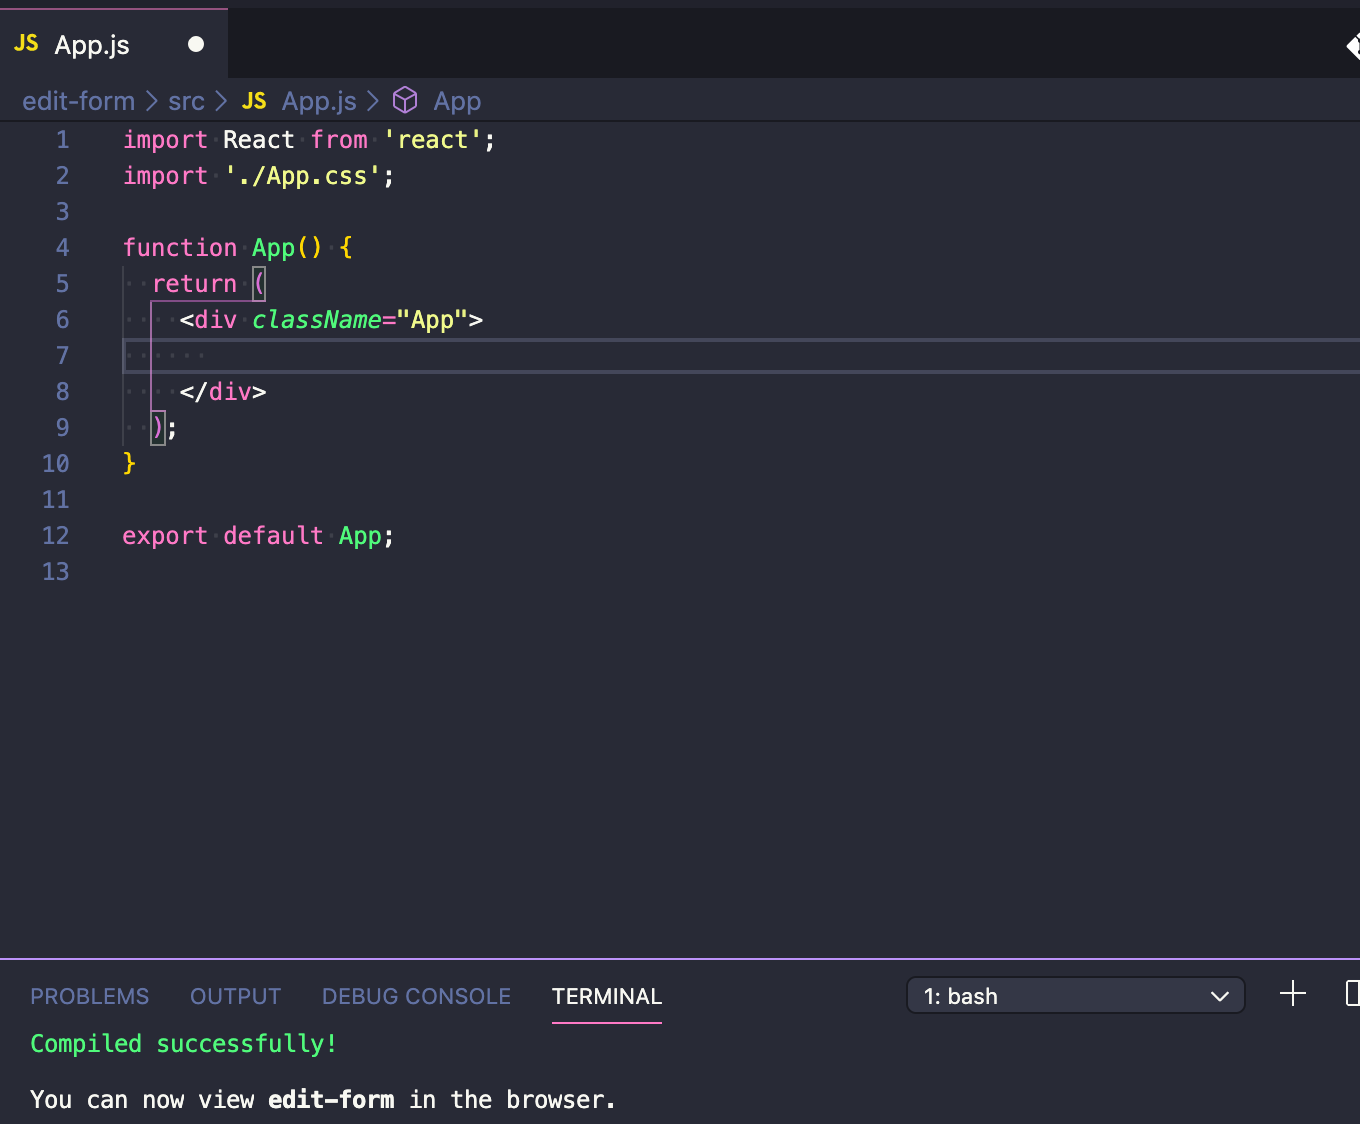 JS App.js
edit-form > src > JS App.js > App
1 import React from 'react';
2 import './App.css';
3
4 function App() {
5   return (
6     <div className="App">
7
8     </div>
9   );
10 }
11
12 export default App;
13
PROBLEMS OUTPUT DEBUG CONSOLE TERMINAL 1: bash
Compiled successfully!
You can now view edit-form in the browser.